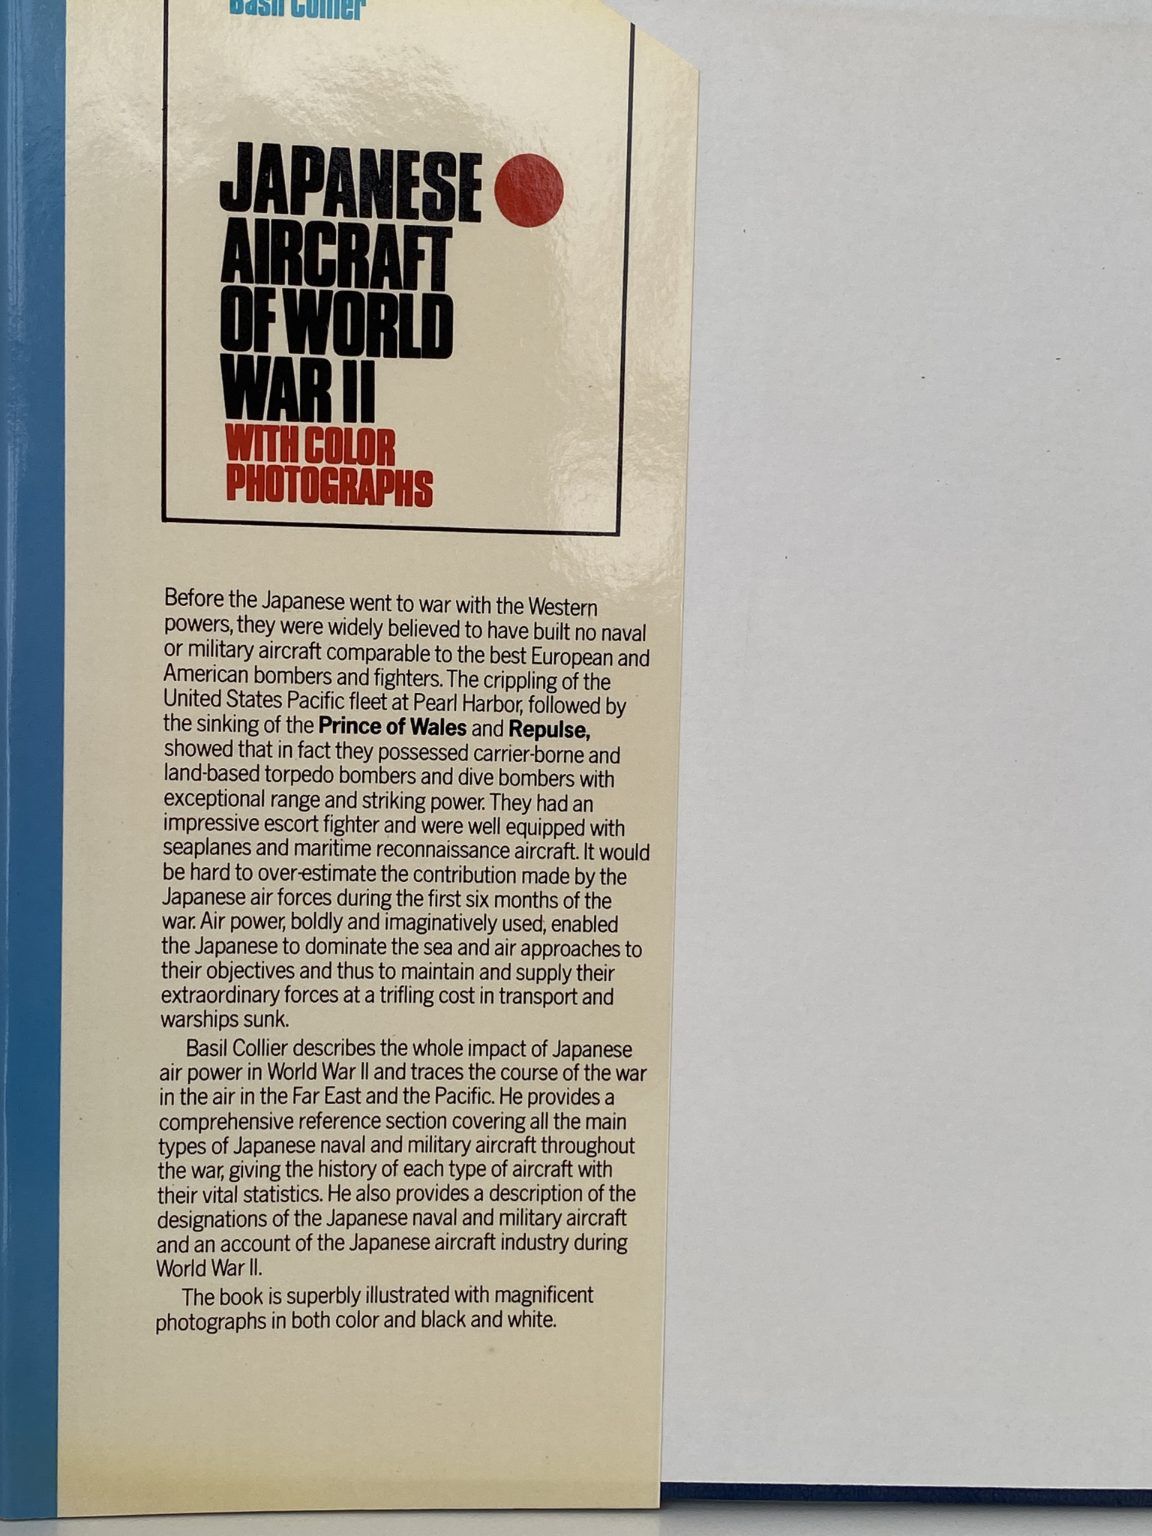 Basil Collier
JAPANESE
AIRCRAFT
OF WORLD
WAR II
WITH COLOR
PHOTOGRAPHS
Before the Japanese went to war with the Western
powers, they were widely believed to have built no naval
or military aircraft comparable to the best European and
American bombers and fighters. The crippling of the
United States Pacific fleet at Pearl Harbor, followed by
the sinking of the Prince of Wales and Repulse,
showed that in fact they possessed carrier-borne and
land-based torpedo bombers and dive bombers with
exceptional range and striking power. They had an
impressive escort fighter and were well equipped with
seaplanes and maritime reconnaissance aircraft. It would
be hard to over-estimate the contribution made by the
Japanese air forces during the first six months of the
war. Air power, boldly and imaginatively used, enabled
the Japanese to dominate the sea and air approaches to
their objectives and thus to maintain and supply their
extraordinary forces at a trifling cost in transport and
warships sunk.
Basil Collier describes the whole impact of Japanese
air power in World War II and traces the course of the war
in the air in the Far East and the Pacific. He provides a
comprehensive reference section covering all the main
types of Japanese naval and military aircraft throughout
the war, giving the history of each type of aircraft with
their vital statistics. He also provides a description of the
designations of the Japanese naval and military aircraft
and an account of the Japanese aircraft industry during
World War II.
The book is superbly illustrated with magnificent
photographs in both color and black and white.